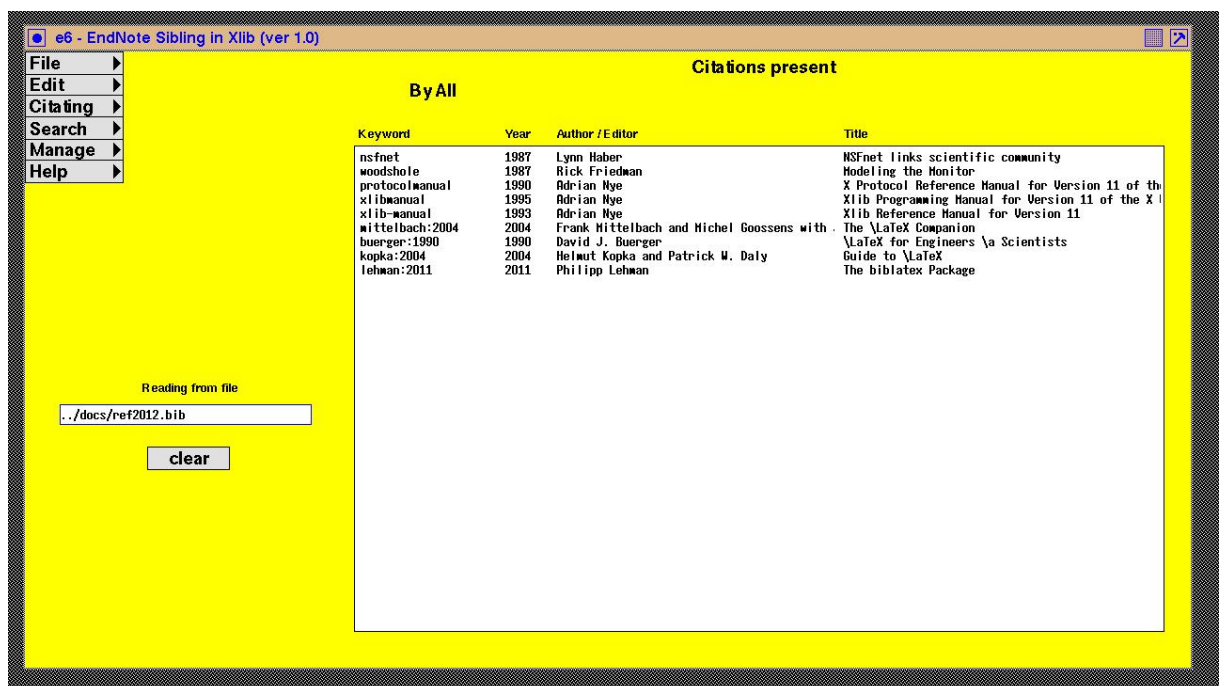 e6 - EndNote Sibling in Xlib (ver 1.0)
File
Edit
Citating
Search
Manage
Help
Citations present
By All
Keyword Year Author / Editor Title
nsfnet 1987 Lynn Haber NSFnet links scientific community
woodshole 1987 Rick Friedman Modeling the Monitor
protocolmanual 1990 Adrian Nye X Protocol Reference Manual for Version 11 of the
xlibmanual 1995 Adrian Nye Xlib Programming Manual for Version 11 of the X
xlib-manual 1993 Adrian Nye Xlib Reference Manual for Version 11
mittelbach:2004 2004 Frank Mittelbach and Michel Goossens with The \LaTeX Companion
buerger:1990 1990 David J. Buerger \LaTeX for Engineers \a Scientists
kopka:2004 2004 Helmut Kopka and Patrick W. Daly Guide to \LaTeX
lehman:2011 2011 Philipp Lehman The biblatex Package
Reading from file
../docs/ref2012.bib
clear